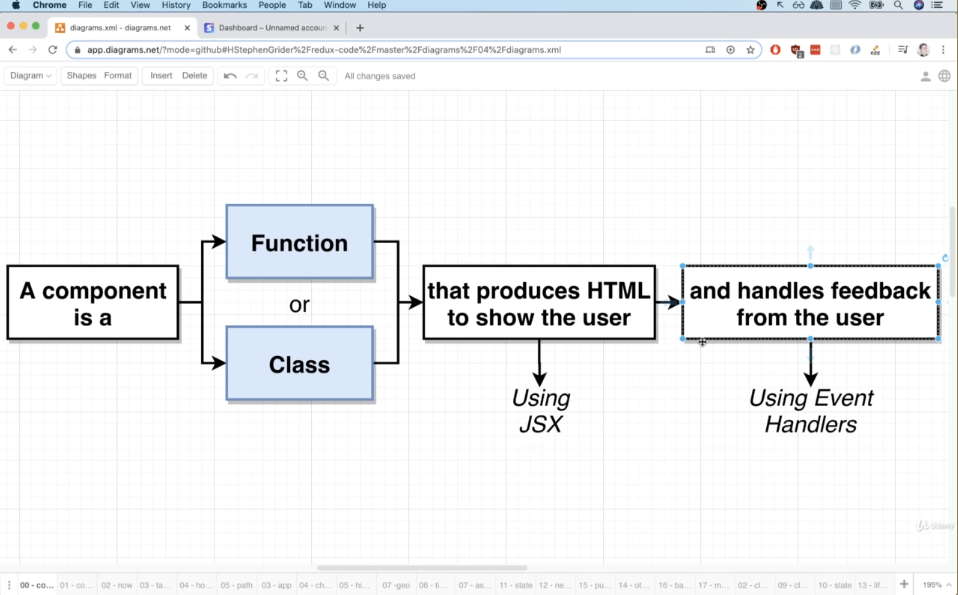 Chrome File Edit View History Bookmarks People Tab Window Help
diagrams.xml - diagrams.net
Dashboard – Unnamed accou
app.diagrams.net/?mode=github#HStephenGrider%2Fredux-code%2Fmaster%2Fdiagrams%2F04%2Fdiagrams.xml
Diagram Shapes Format Insert Delete All changes saved
A component
is a
Function
or
Class
that produces HTML
to show the user
and handles feedback
from the user
Using
JSX
Using Event
Handlers
Udemy
00 - co... 01 - co... 02 - now 03 - ta... 04 - ho... 05 - path 03 - app 04 - ch... 05 - hi... 07 -geo 06 - ti... 07 - as... 11 - state 12 - ne... 15 - pu... 14 - ot... 16 - ba... 17 - m... 02 - cl... 09 - cl... 10 - state 13 - lif... 195%